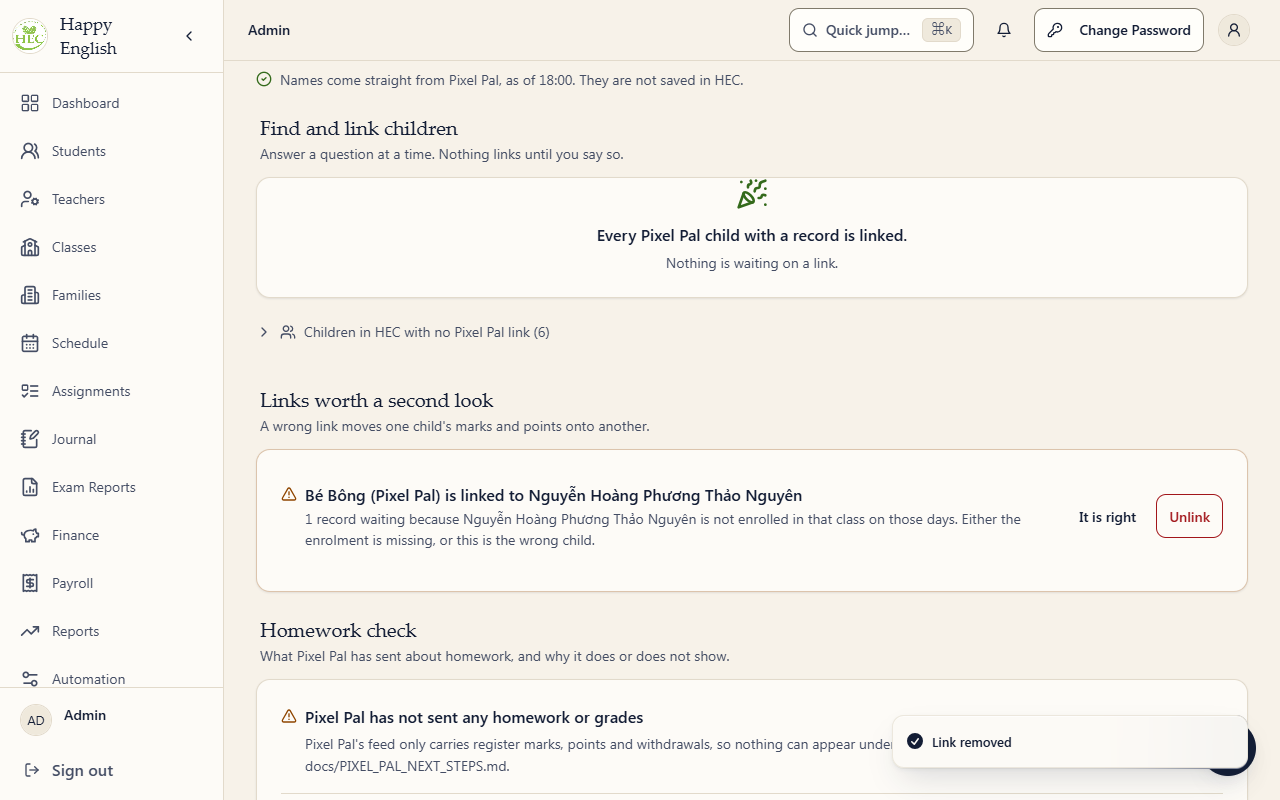 Happy
English
HEC
Dashboard
Students
Teachers
Classes
Families
Schedule
Assignments
Journal
Exam Reports
Finance
Payroll
Reports
Automation
AD
Admin
Sign out
Admin
Quick jump...
⌘K
Change Password
Names come straight from Pixel Pal, as of 18:00. They are not saved in HEC.
Find and link children
Answer a question at a time. Nothing links until you say so.
Every Pixel Pal child with a record is linked.
Nothing is waiting on a link.
Children in HEC with no Pixel Pal link (6)
Links worth a second look
A wrong link moves one child's marks and points onto another.
Bé Bông (Pixel Pal) is linked to Nguyễn Hoàng Phương Thảo Nguyên
1 record waiting because Nguyễn Hoàng Phương Thảo Nguyên is not enrolled in that class on those days. Either the
enrolment is missing, or this is the wrong child.
It is right
Unlink
Homework check
What Pixel Pal has sent about homework, and why it does or does not show.
Pixel Pal has not sent any homework or grades
Pixel Pal's feed only carries register marks, points and withdrawals, so nothing can appear
docs/PIXEL_PAL_NEXT_STEPS.md.
Link removed